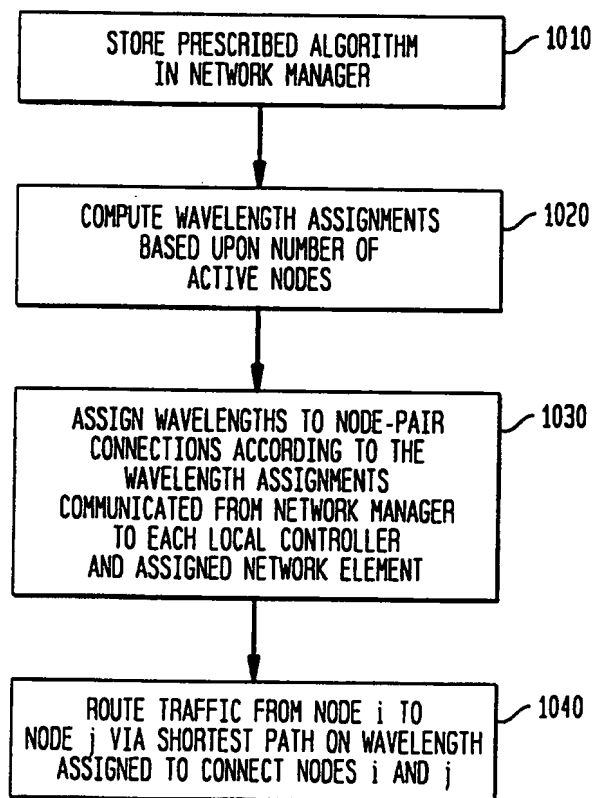 STORE PRESCRIBED ALGORITHM
IN NETWORK MANAGER
1010
COMPUTE WAVELENGTH ASSIGNMENTS
BASED UPON NUMBER OF
ACTIVE NODES
1020
ASSIGN WAVELENGTHS TO NODE-PAIR
CONNECTIONS ACCORDING TO THE
WAVELENGTH ASSIGNMENTS
COMMUNICATED FROM NETWORK MANAGER
TO EACH LOCAL CONTROLLER
AND ASSIGNED NETWORK ELEMENT
1030
ROUTE TRAFFIC FROM NODE i TO
NODE j VIA SHORTEST PATH ON WAVELENGTH
ASSIGNED TO CONNECT NODES i AND j
1040